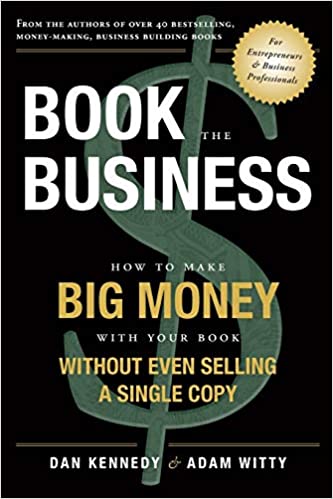 FROM THE AUTHORS OF OVER 40 BESTSELLING,
MONEY-MAKING, BUSINESS BUILDING BOOKS
For
Entrepreneurs
& Business
Professionals
BOOK THE
BUSINESS
HOW TO MAKE
BIG MONEY
WITH YOUR BOOK
WITHOUT EVEN SELLING
A SINGLE COPY
DAN KENNEDY & ADAM WITTY